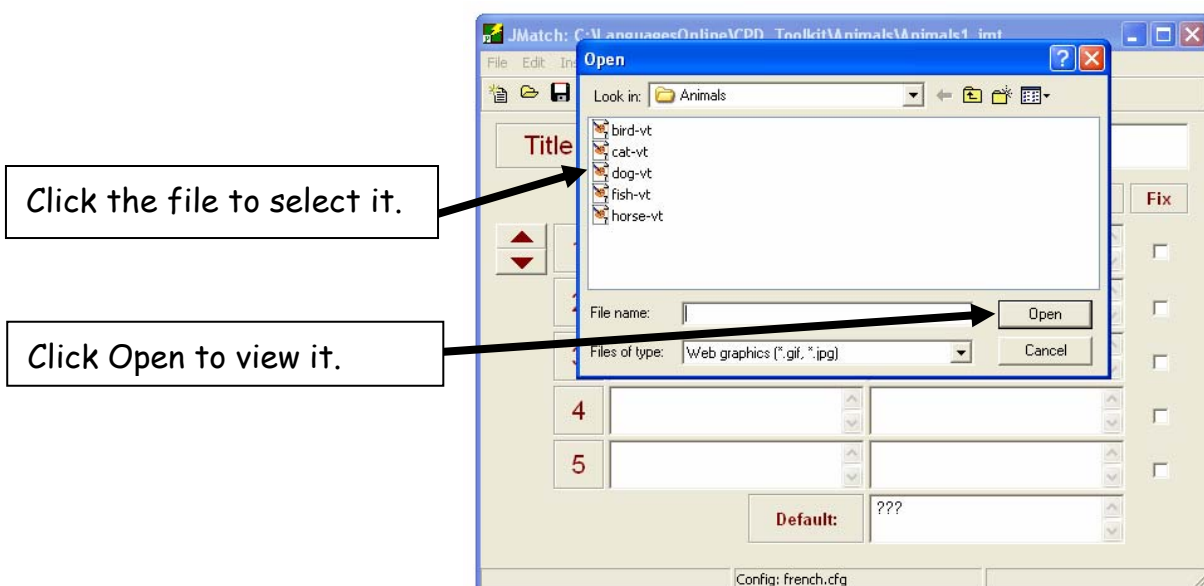 JMatch: C:\LanguagesOnline\CPD_Toolkit\Animals\Animals1.jmt
File Edit Ins
Open
Look in: Animals
bird-vt
cat-vt
dog-vt
fish-vt
horse-vt
Title
Fix
Click the file to select it.
File name:
Open
Click Open to view it.
Files of type: Web graphics (*.gif, *.jpg)
Cancel
4
5
Default:
???
Config: french.cfg